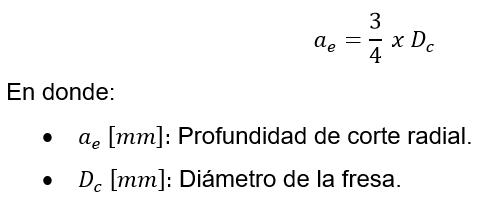 a_e = 3/4 x D_c
En donde:
• a_e [mm]: Profundidad de corte radial.
• D_c [mm]: Diámetro de la fresa.